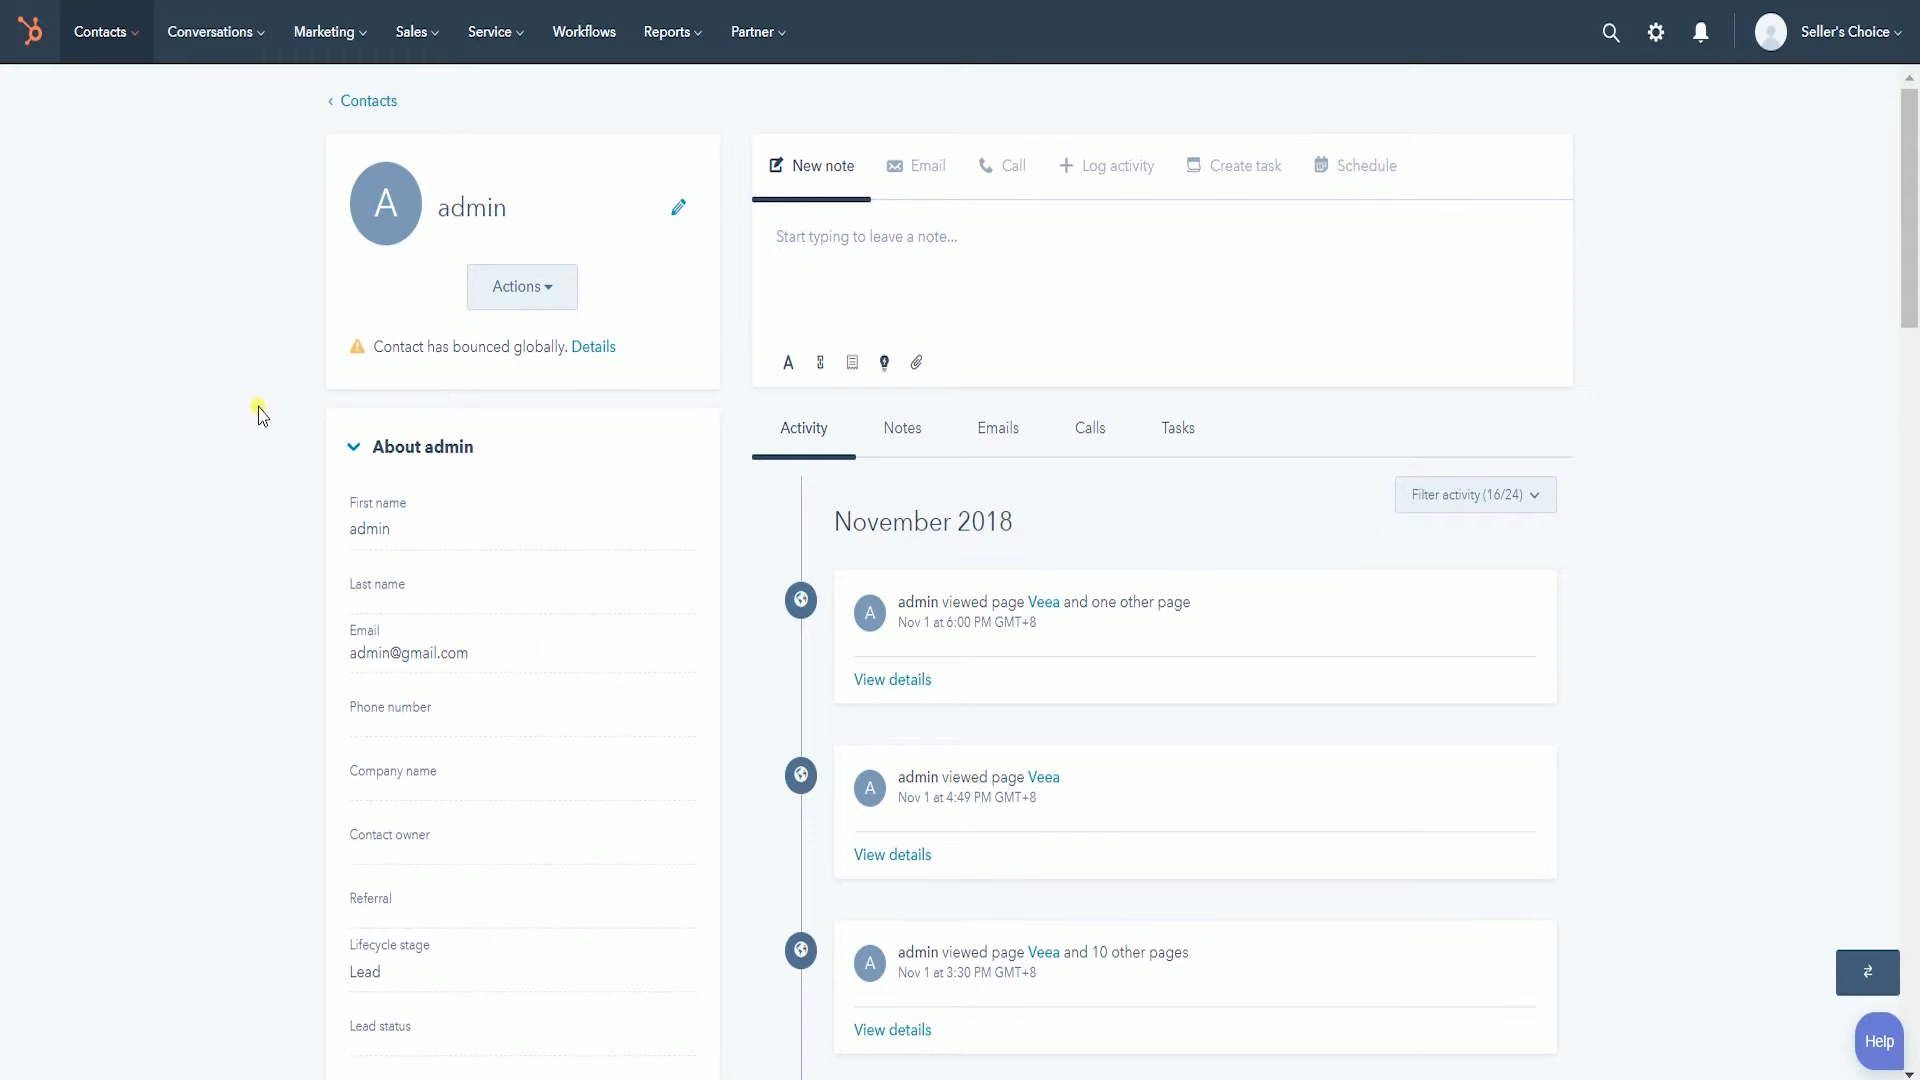 Contacts Conversations Marketing Sales Service Workflows Reports Partner Seller's Choice
Contacts
A admin
Actions
Contact has bounced globally. Details
About admin
First name
admin
Last name
Email
admin@gmail.com
Phone number
Company name
Contact owner
Referral
Lifecycle stage
Lead
Lead status
New note Email Call Log activity Create task Schedule
Start typing to leave a note...
A
Activity Notes Emails Calls Tasks
Filter activity (16/24)
November 2018
A admin viewed page Veea and one other page
Nov 1 at 6:00 PM GMT+8
View details
A admin viewed page Veea
Nov 1 at 4:49 PM GMT+8
View details
A admin viewed page Veea and 10 other pages
Nov 1 at 3:30 PM GMT+8
View details
Help